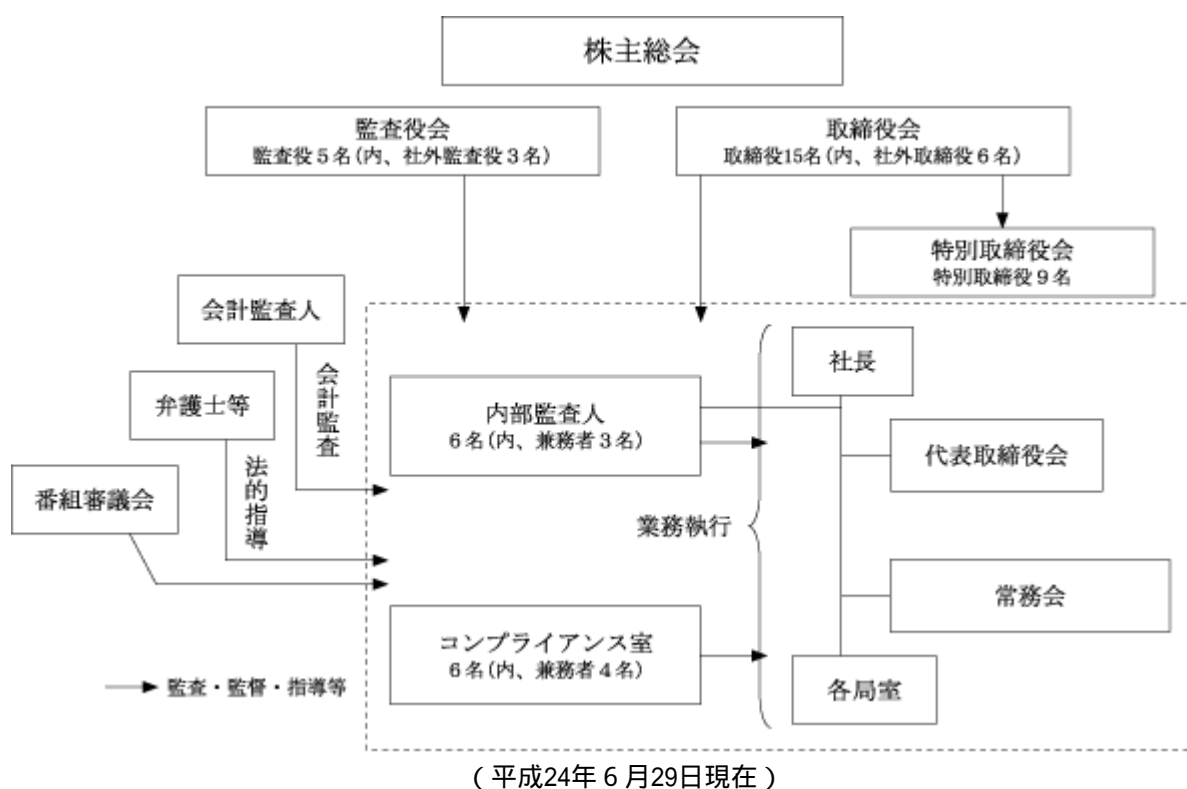 株主総会
監査役会
監査役5名(内、社外監査役3名)
取締役会
取締役15名(内、社外取締役6名)
特別取締役会
特別取締役9名
会計監査人
会計監査
弁護士等
法的指導
番組審議会
内部監査人
6名(内、兼務者3名)
コンプライアンス室
6名(内、兼務者4名)
業務執行
社長
代表取締役会
常務会
各局室
監査・監督・指導等
(平成24年6月29日現在)